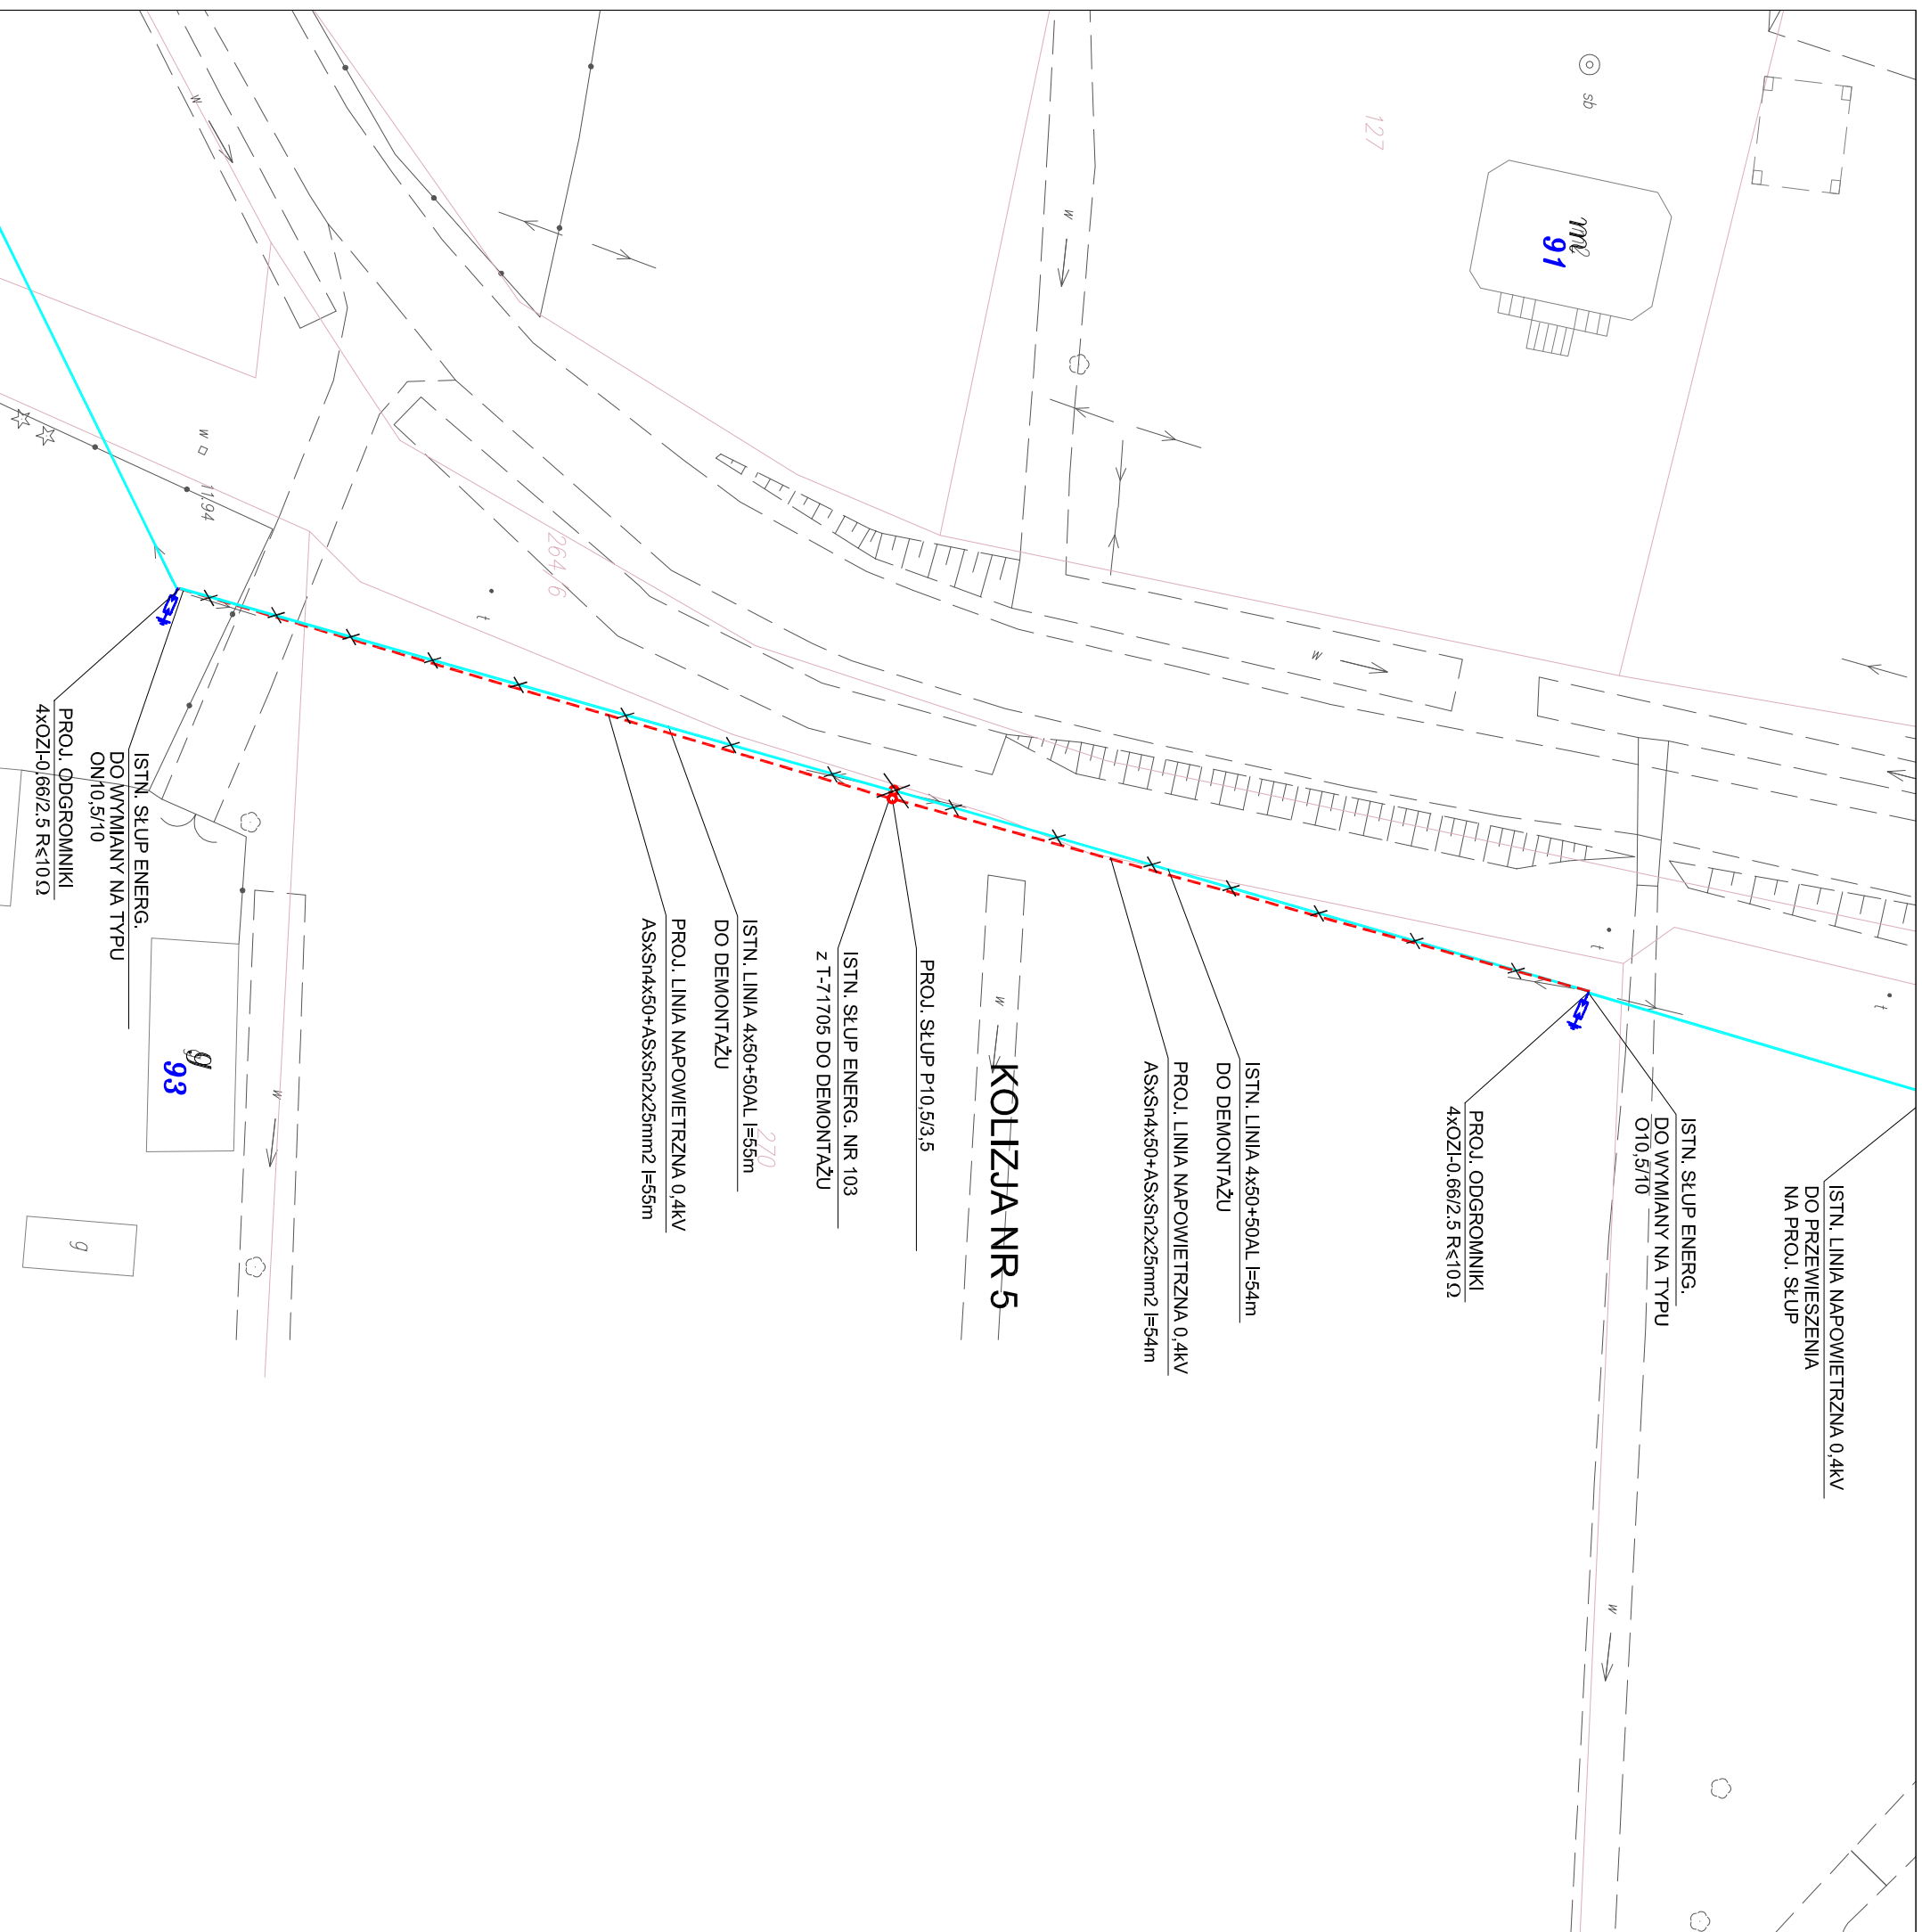 ISTN. LINIA NAPOWIETRZNA 0,4kV
DO PRZEWIESZENIA
NA PROJ. SŁUP
ISTN. SŁUP ENERG.
DO WYMIANY NA TYPU
O10,5/10
PROJ. ODGROMNIKI
4xOZI-0.66/2.5 R≤10Ω
ISTN. LINIA 4x50+50AL l=54m
DO DEMONTAŻU
PROJ. LINIA NAPOWIETRZNA 0,4kV
ASxSn4x50+ASxSn2x25mm2 l=54m
KOLIZJA NR 5
PROJ. SŁUP P10,5/3,5
ISTN. SŁUP ENERG. NR 103
z T-71705 DO DEMONTAŻU
ISTN. LINIA 4x50+50AL l=55m
DO DEMONTAŻU
PROJ. LINIA NAPOWIETRZNA 0,4kV
ASxSn4x50+ASxSn2x25mm2 l=55m
ISTN. SŁUP ENERG.
DO WYMIANY NA TYPU
ON10,5/10
PROJ. ODGROMNIKI
4xOZI-0.66/2.5 R≤10Ω
sb
127
m2
91
w
w
w
w
w
w
w
11.94
264/6
270
t
t
t
g
93
g
4
4